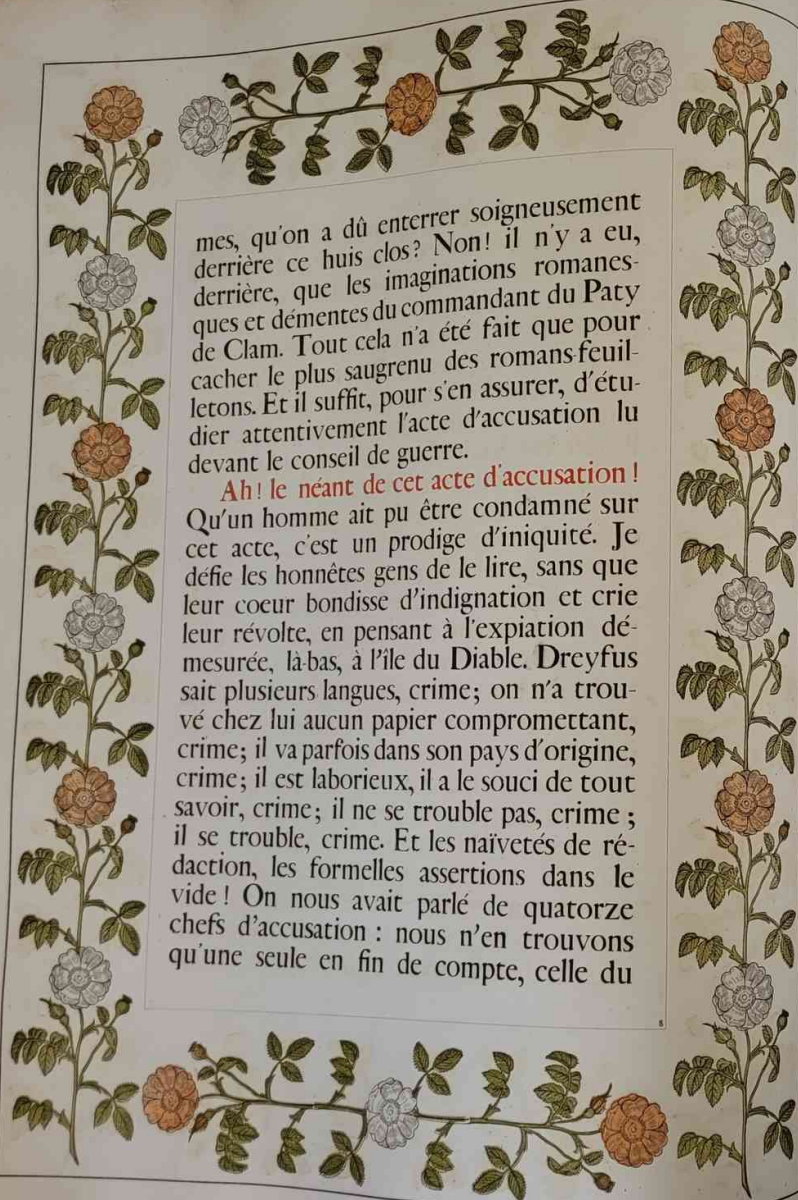 mes, qu'on a dû enterrer soigneusement
derrière ce huis clos? Non! il n'y a eu,
derrière, que les imaginations romanes-
ques et démentes du commandant du Paty
de Clam. Tout cela n'a été fait que pour
cacher le plus saugrenu des romans-feuil-
letons. Et il suffit, pour s'en assurer, d'étu-
dier attentivement l'acte d'accusation lu
devant le conseil de guerre.
Ah! le néant de cet acte d'accusation!
Qu'un homme ait pu être condamné sur
cet acte, c'est un prodige d'iniquité. Je
défie les honnêtes gens de le lire, sans que
leur coeur bondisse d'indignation et crie
leur révolte, en pensant à l'expiation dé-
mesurée, là-bas, à l'île du Diable. Dreyfus
sait plusieurs langues, crime; on n'a trou-
vé chez lui aucun papier compromettant,
crime; il va parfois dans son pays d'origine,
crime; il est laborieux, il a le souci de tout
savoir, crime; il ne se trouble pas, crime;
il se trouble, crime. Et les naïvetés de ré-
daction, les formelles assertions dans le
vide! On nous avait parlé de quatorze
chefs d'accusation: nous n'en trouvons
qu'une seule en fin de compte, celle du
8